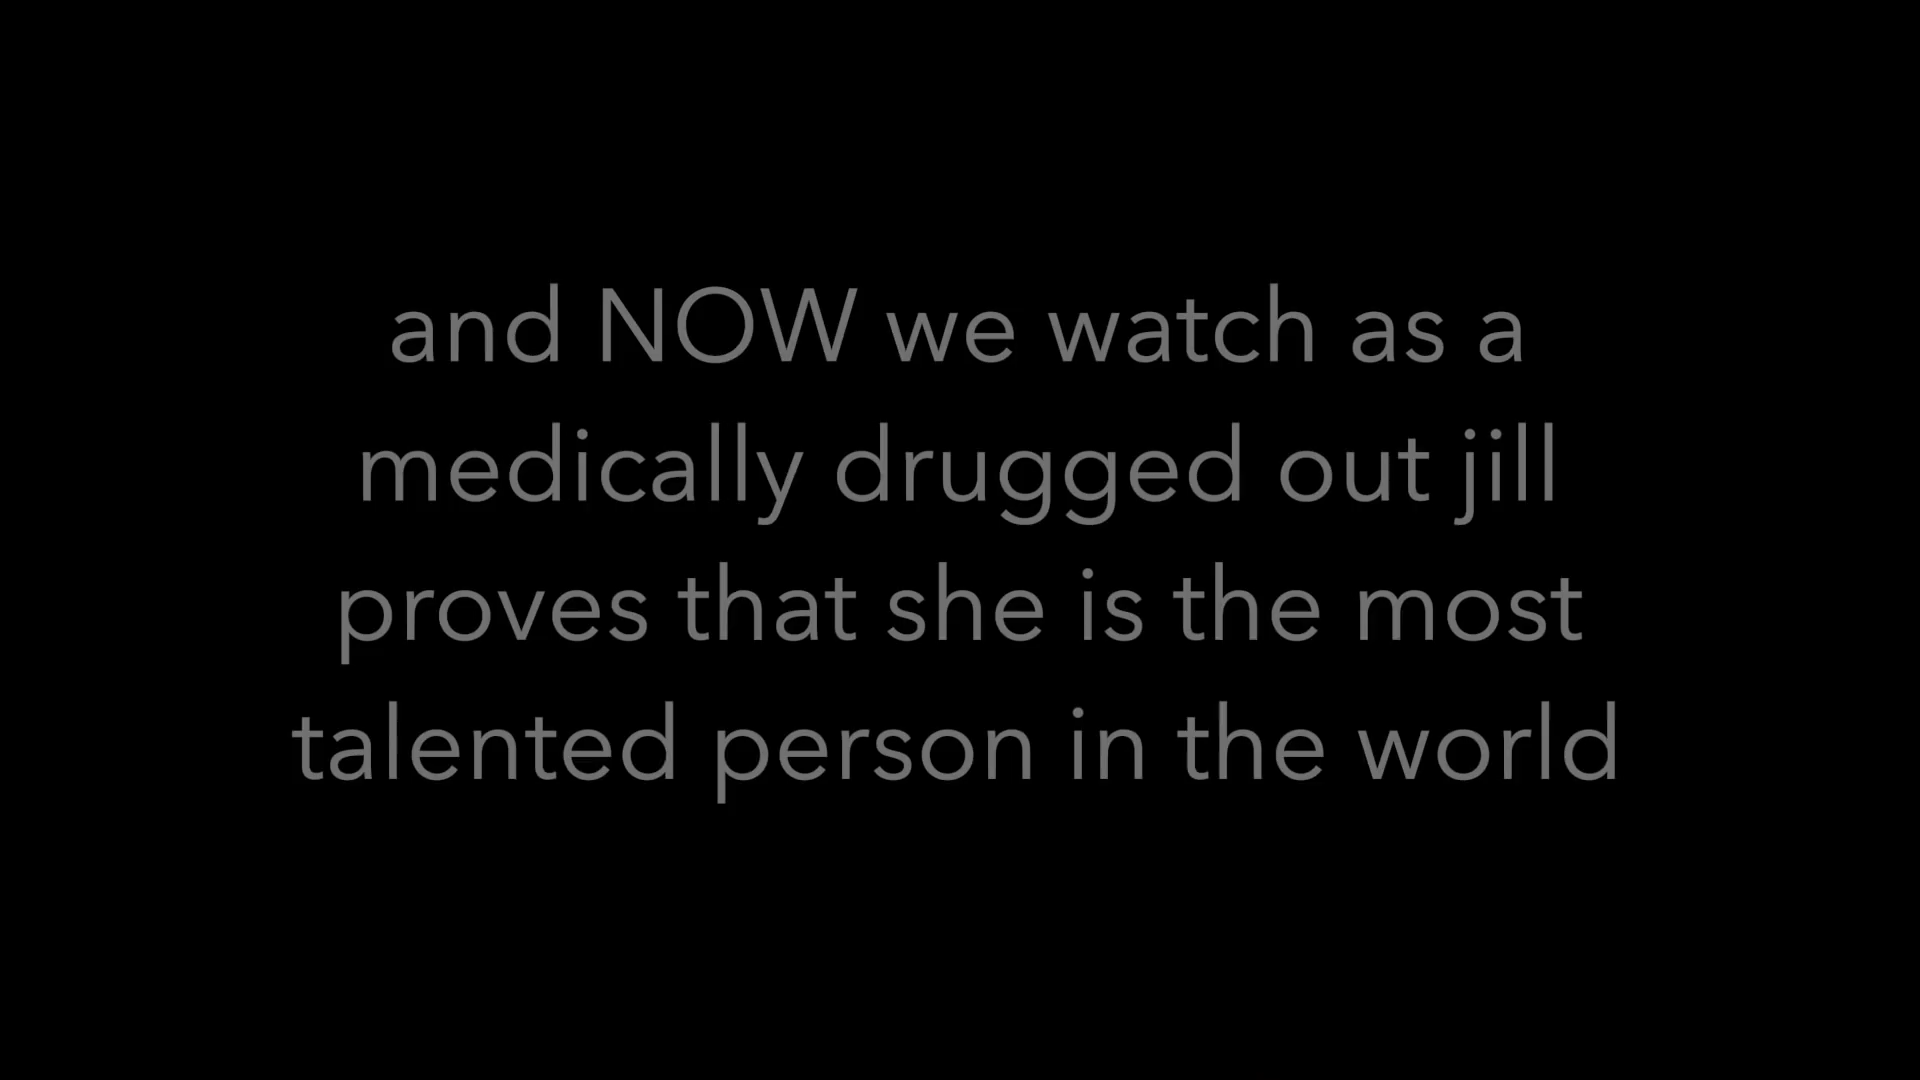 and NOW we watch as a
medically drugged out jill
proves that she is the most
talented person in the world